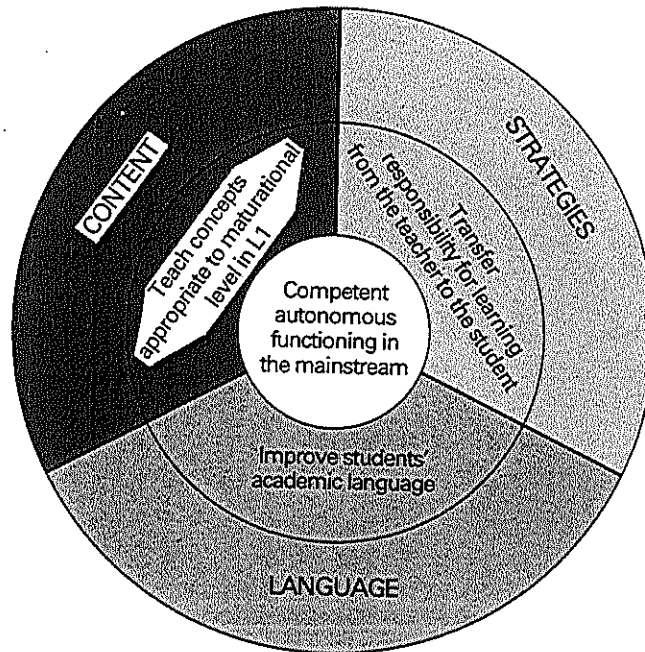 CONTENT
Teach concepts
appropriate to maturational
level in L1
STRATEGIES
Transfer
responsibility for learning
from the teacher to the student
Competent
autonomous
functioning in
the mainstream
Improve students'
academic language
LANGUAGE